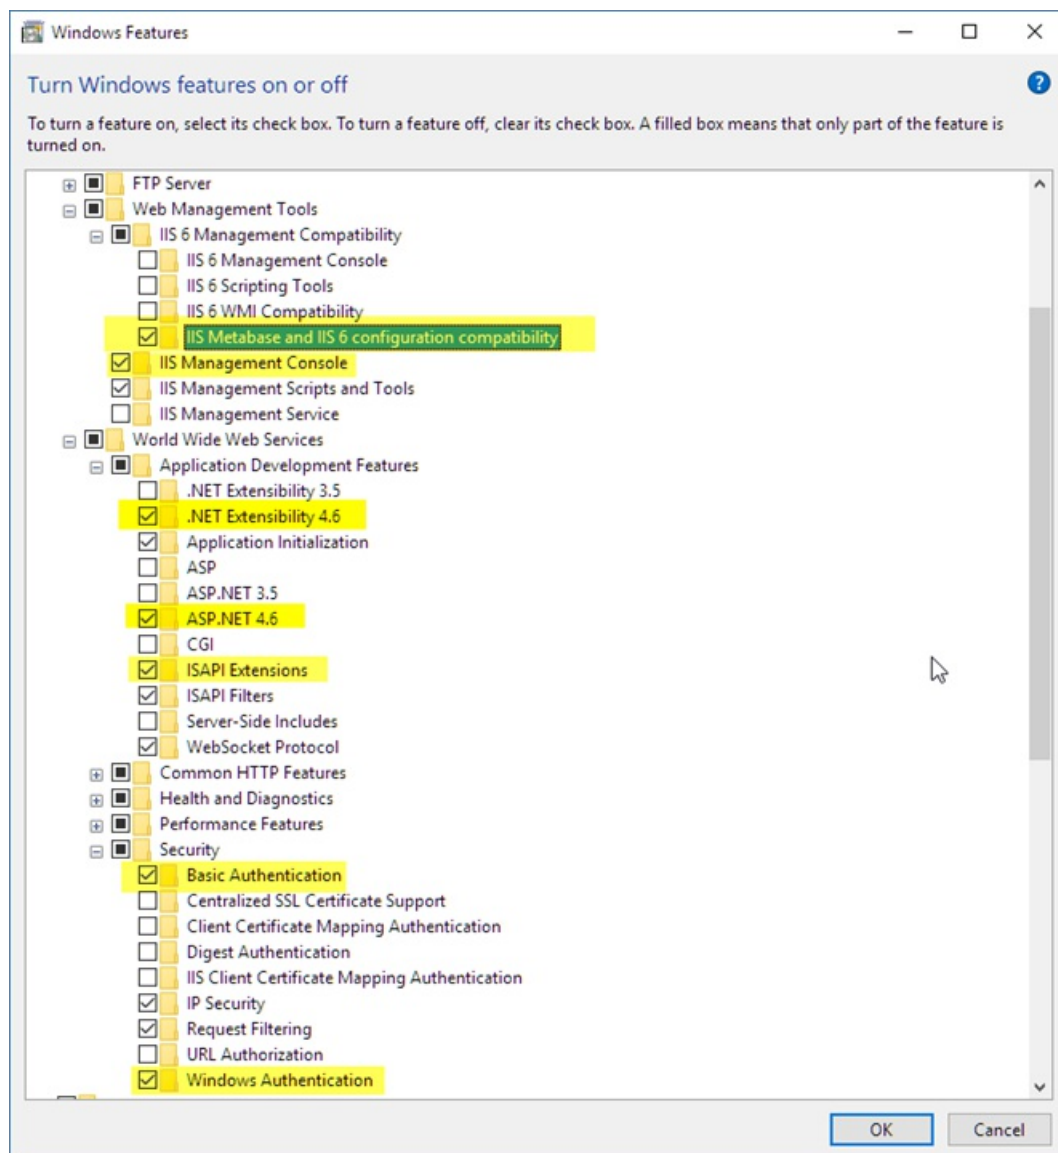 Windows Features
Turn Windows features on or off
?
To turn a feature on, select its check box. To turn a feature off, clear its check box. A filled box means that only part of the feature is
turned on.
FTP Server
Web Management Tools
IIS 6 Management Compatibility
IIS 6 Management Console
IIS 6 Scripting Tools
IIS 6 WMI Compatibility
IIS Metabase and IIS 6 configuration compatibility
IIS Management Console
IIS Management Scripts and Tools
IIS Management Service
World Wide Web Services
Application Development Features
.NET Extensibility 3.5
.NET Extensibility 4.6
Application Initialization
ASP
ASP.NET 3.5
ASP.NET 4.6
CGI
ISAPI Extensions
ISAPI Filters
Server-Side Includes
WebSocket Protocol
Common HTTP Features
Health and Diagnostics
Performance Features
Security
Basic Authentication
Centralized SSL Certificate Support
Client Certificate Mapping Authentication
Digest Authentication
IIS Client Certificate Mapping Authentication
IP Security
Request Filtering
URL Authorization
Windows Authentication
OK
Cancel